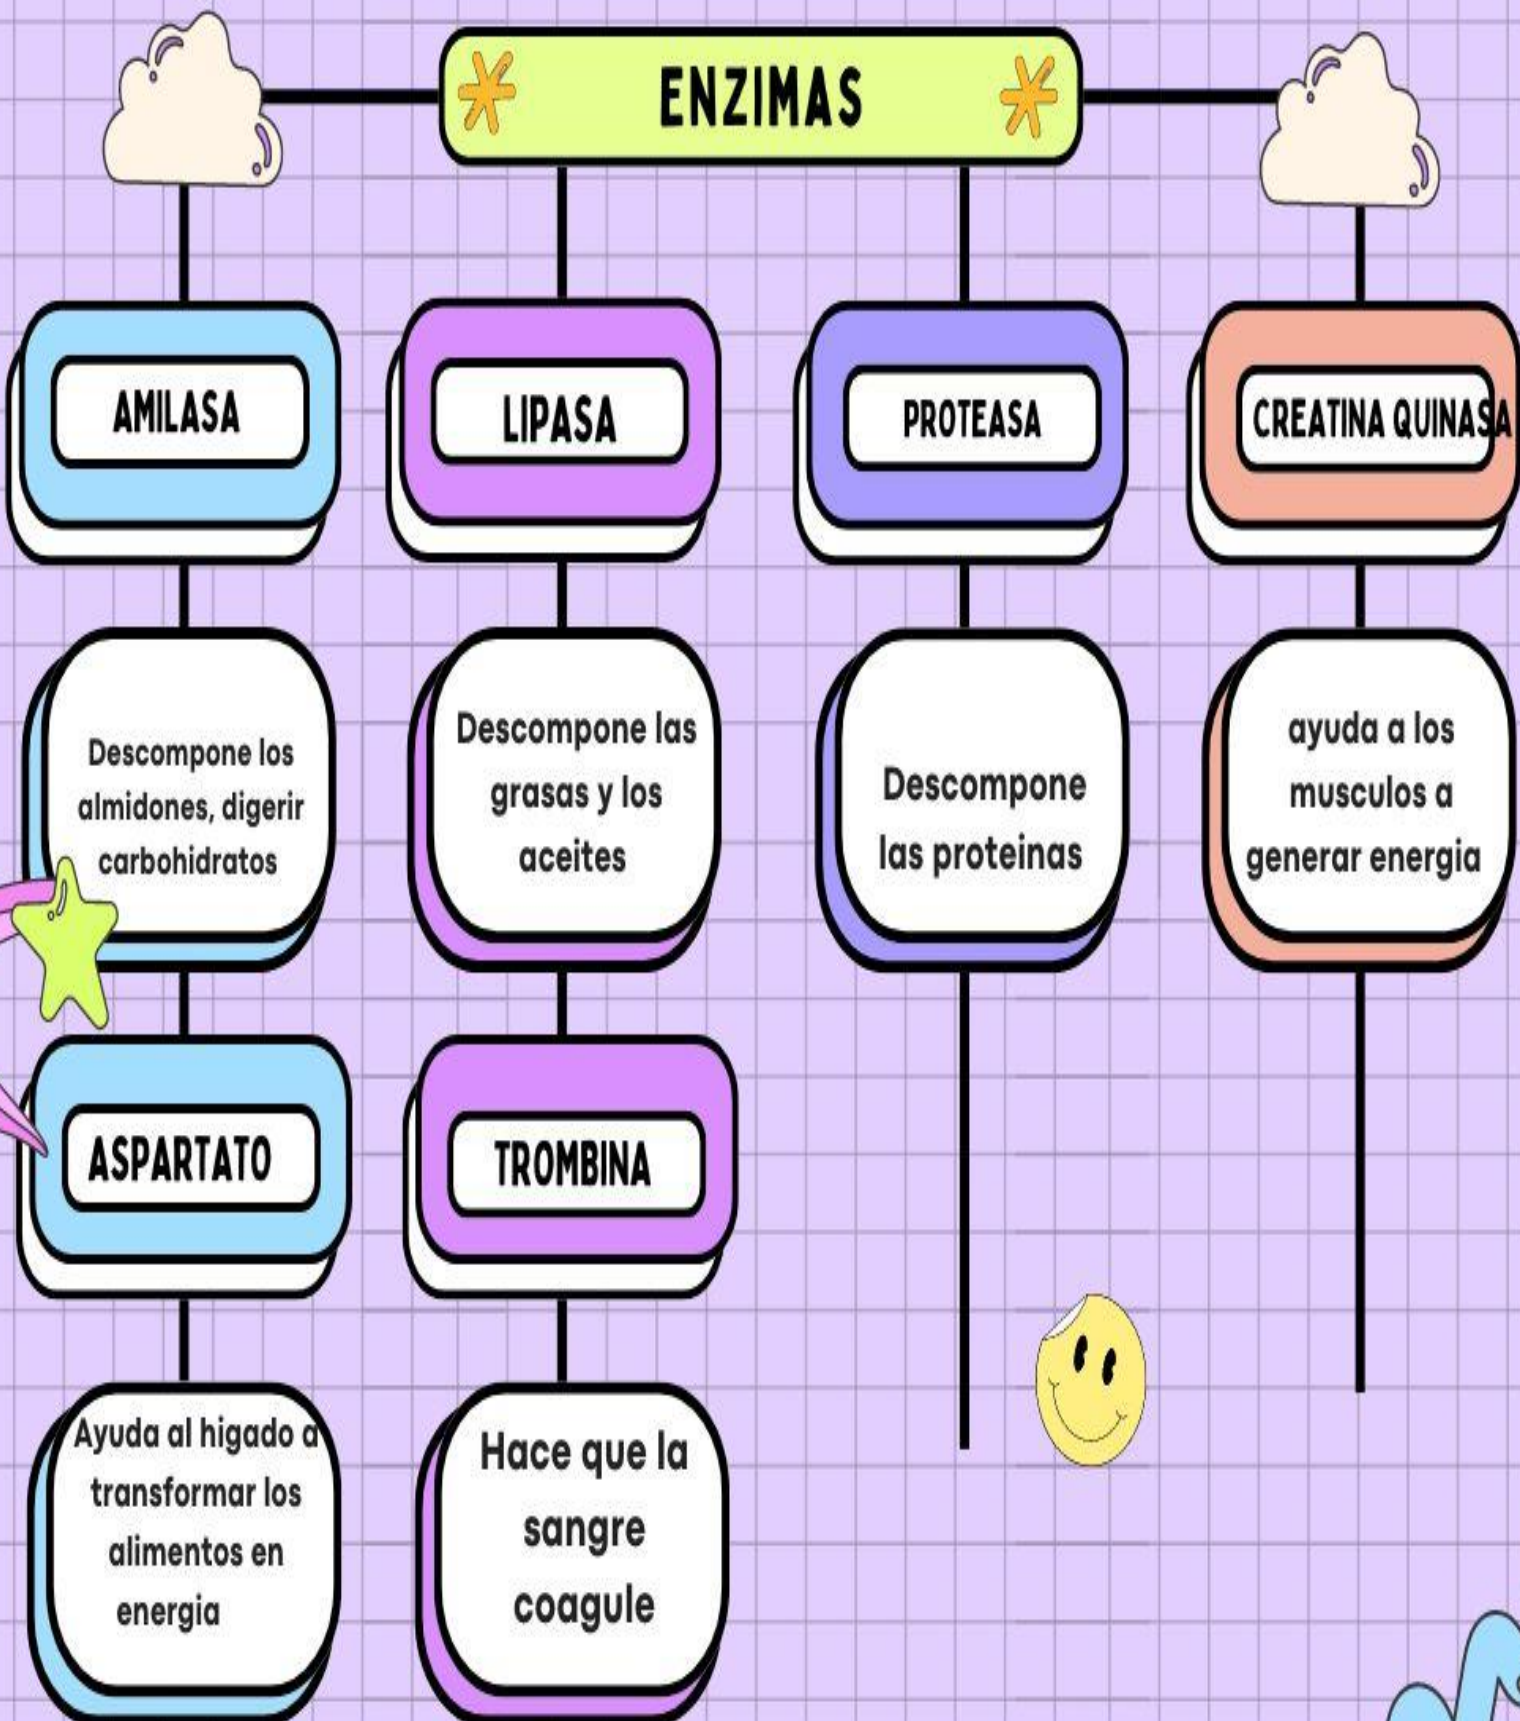 ENZIMAS
AMILASA
LIPASA
PROTEASA
CREATINA QUINASA
Descompone los
almidones, digerir
carbohidratos
Descompone las
grasas y los
aceites
Descompone
las proteinas
ayuda a los
musculos a
generar energia
ASPARTATO
TROMBINA
Ayuda al higado a
transformar los
alimentos en
energia
Hace que la
sangre
coagule